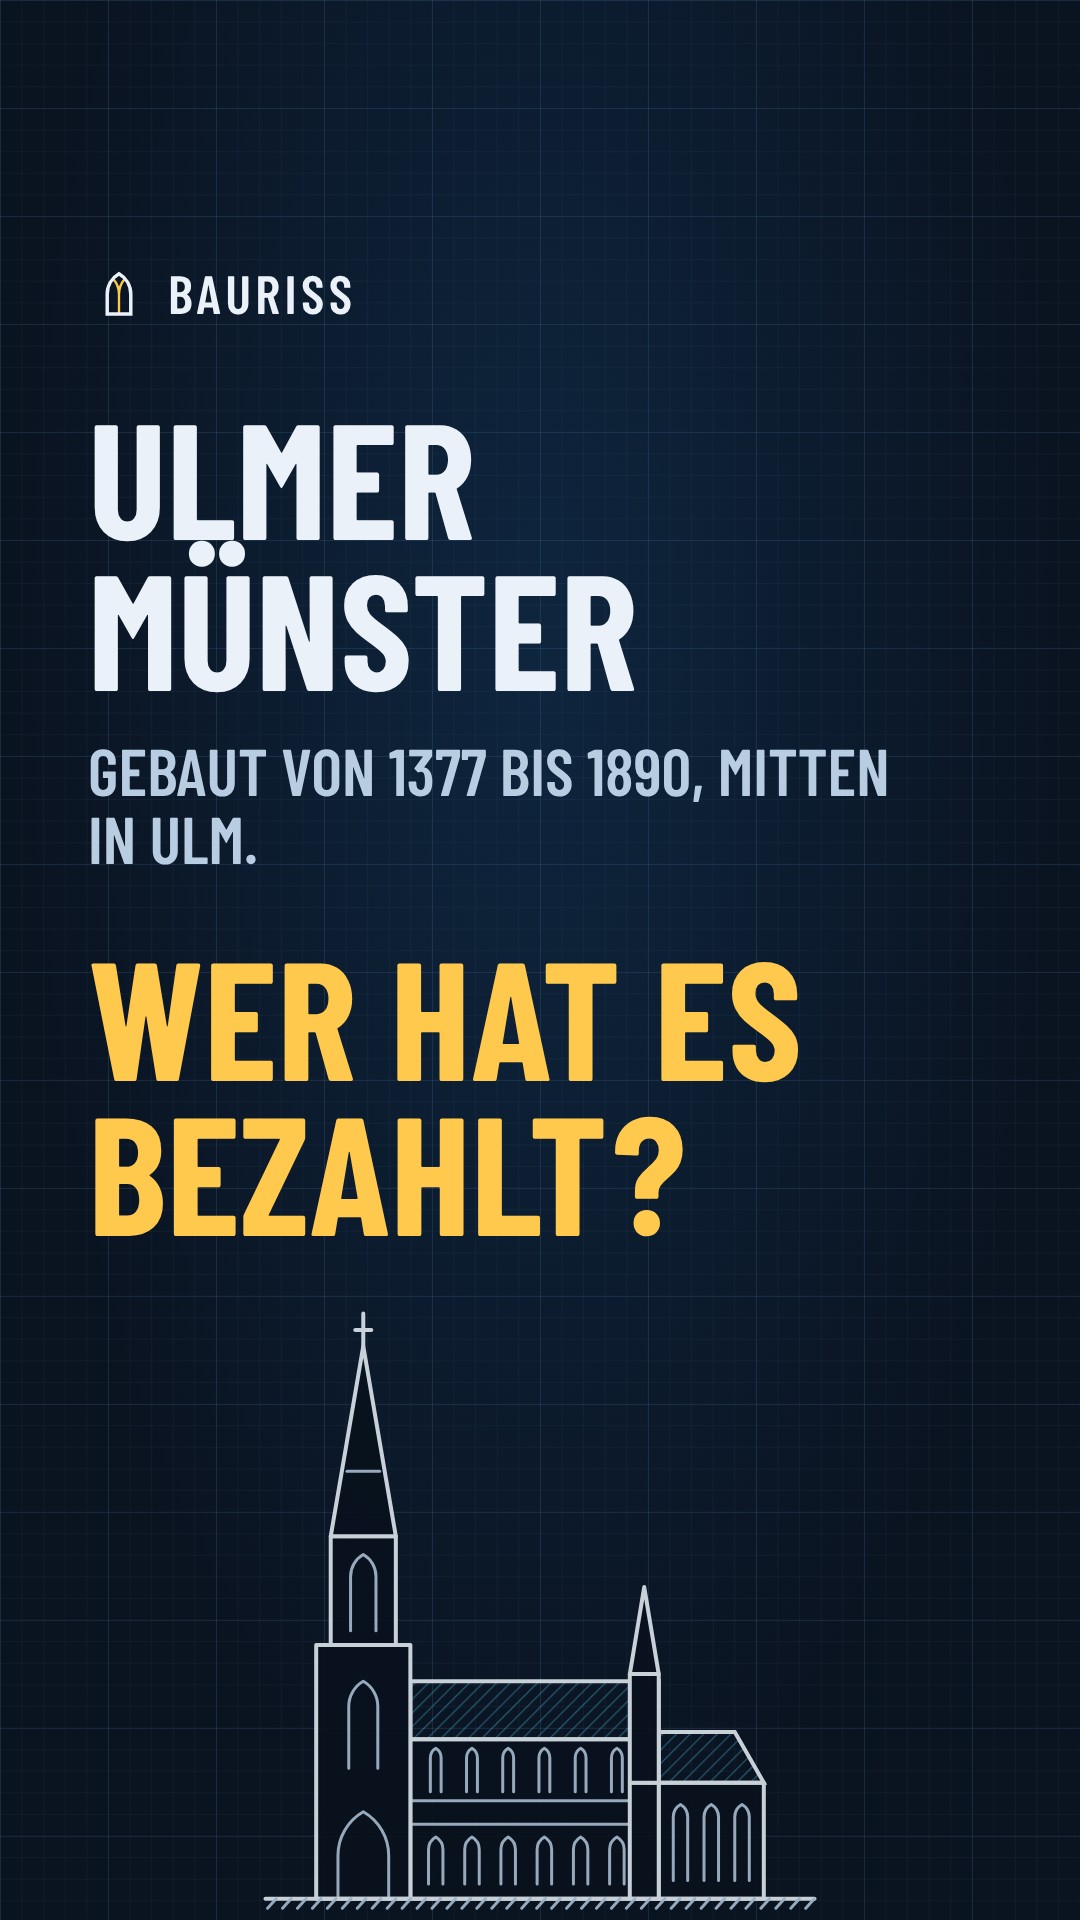 BAURISS
ULMER
MÜNSTER
GEBAUT VON 1377 BIS 1890, MITTEN
IN ULM.
WER HAT ES
BEZAHLT?